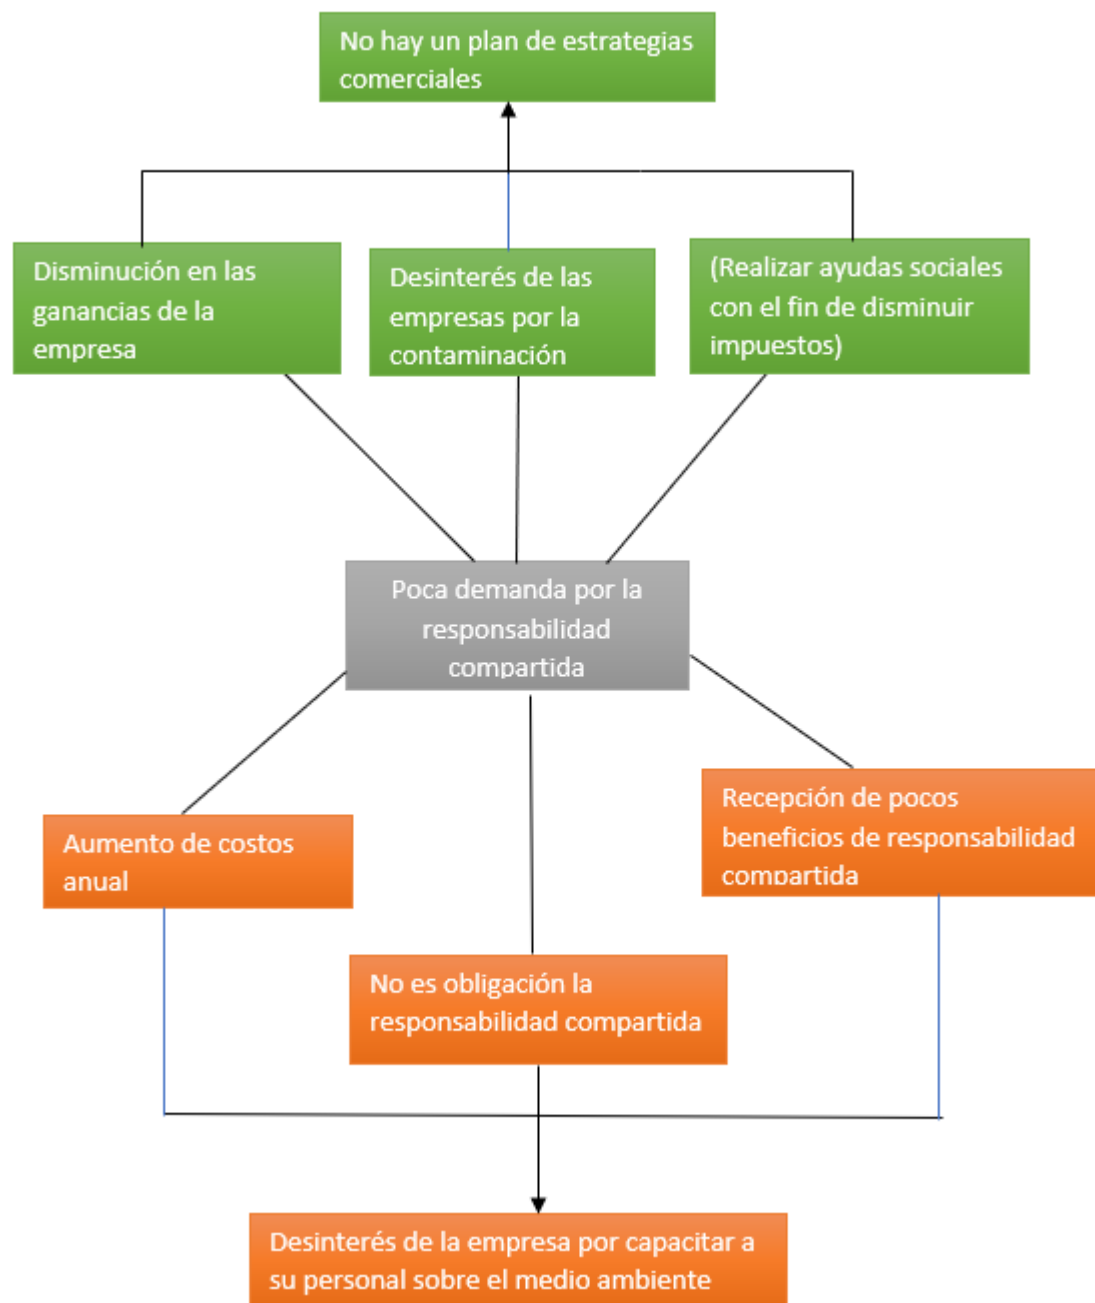 No hay un plan de estrategias
comerciales
Disminución en las
ganancias de la
empresa
Desinterés de las
empresas por la
contaminación
(Realizar ayudas sociales
con el fin de disminuir
impuestos)
Poca demanda por la
responsabilidad
compartida
Aumento de costos
anual
Recepción de pocos
beneficios de responsabilidad
compartida
No es obligación la
responsabilidad compartida
Desinterés de la empresa por capacitar a
su personal sobre el medio ambiente